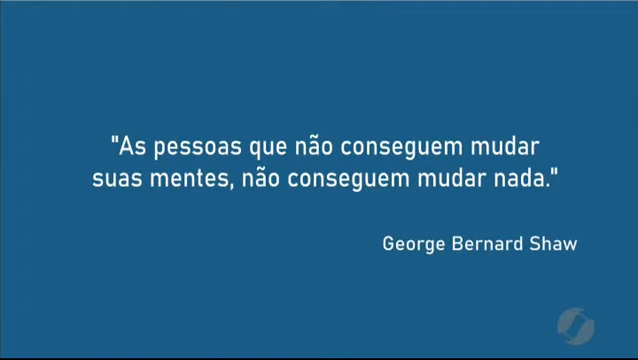 "As pessoas que não conseguem mudar
suas mentes, não conseguem mudar nada."
George Bernard Shaw